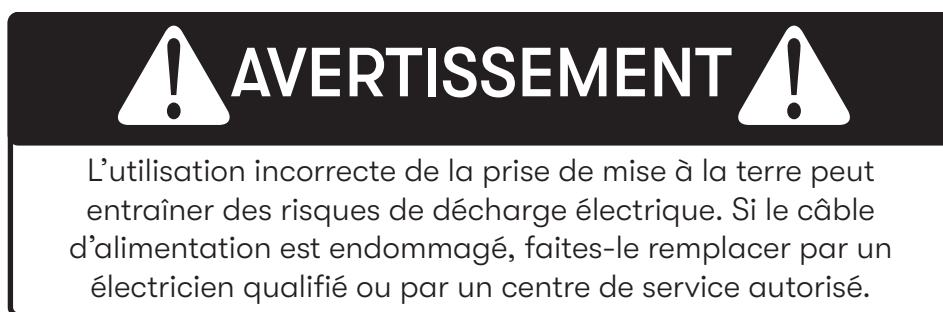 AVERTISSEMENT
L’utilisation incorrecte de la prise de mise à la terre peut
entraîner des risques de décharge électrique. Si le câble
d’alimentation est endommagé, faites-le remplacer par un
électricien qualifié ou par un centre de service autorisé.